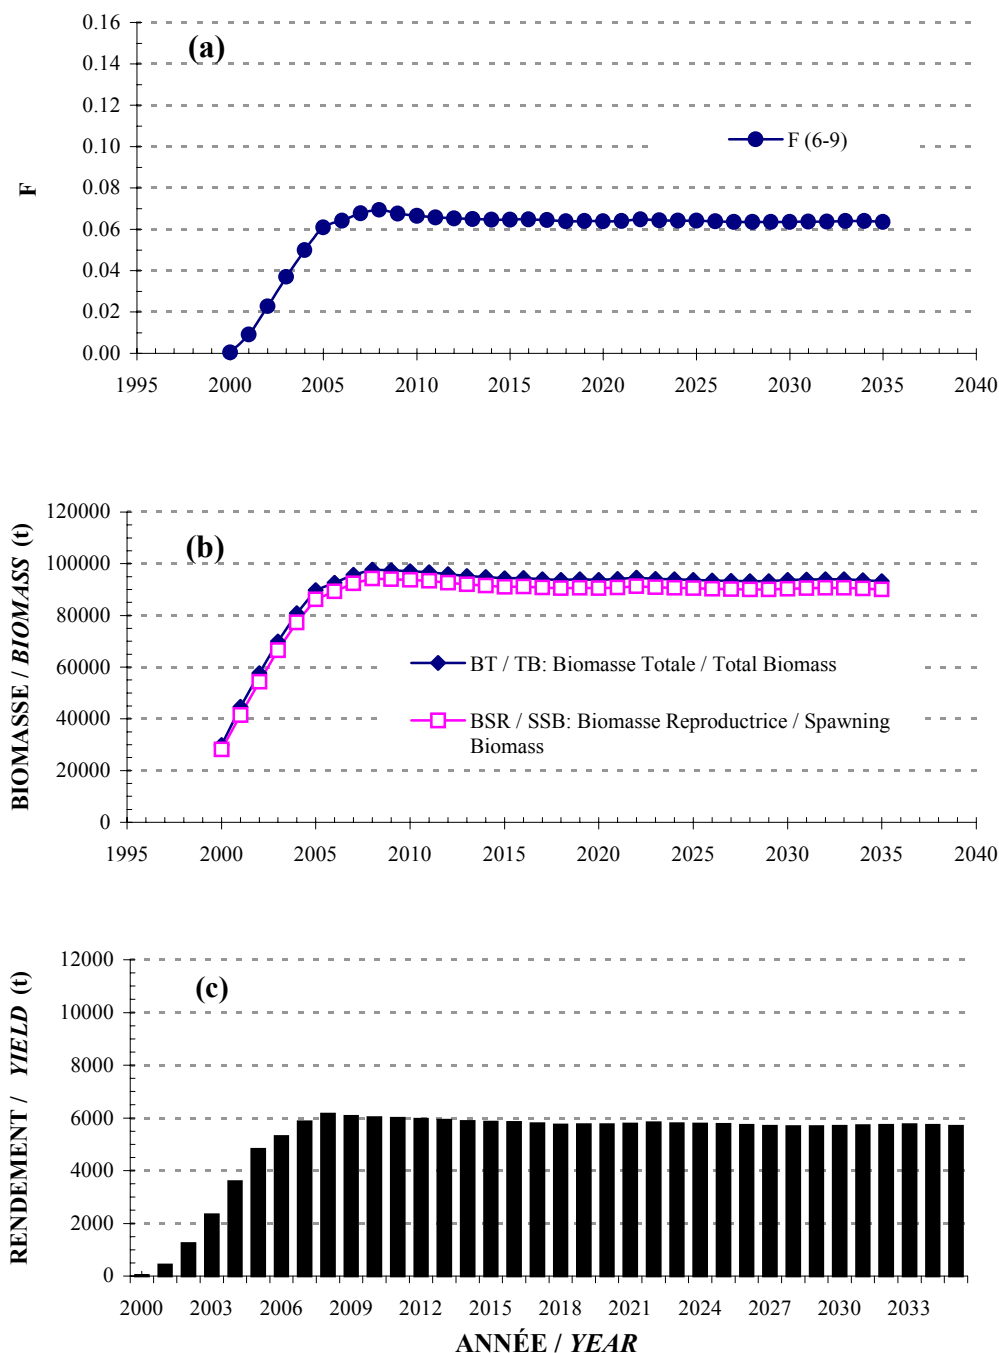 (a)
0.16
0.14
0.12
0.10
0.08
0.06
0.04
0.02
0.00
F
F (6-9)
1995 2000 2005 2010 2015 2020 2025 2030 2035 2040
(b)
120000
100000
80000
60000
40000
20000
0
BIOMASSE / BIOMASS (t)
BT / TB: Biomasse Totale / Total Biomass
BSR / SSB: Biomasse Reproductrice / Spawning
Biomass
1995 2000 2005 2010 2015 2020 2025 2030 2035 2040
(c)
12000
10000
8000
6000
4000
2000
0
RENDEMENT / YIELD (t)
2000 2003 2006 2009 2012 2015 2018 2021 2024 2027 2030 2033
ANNÉE / YEAR